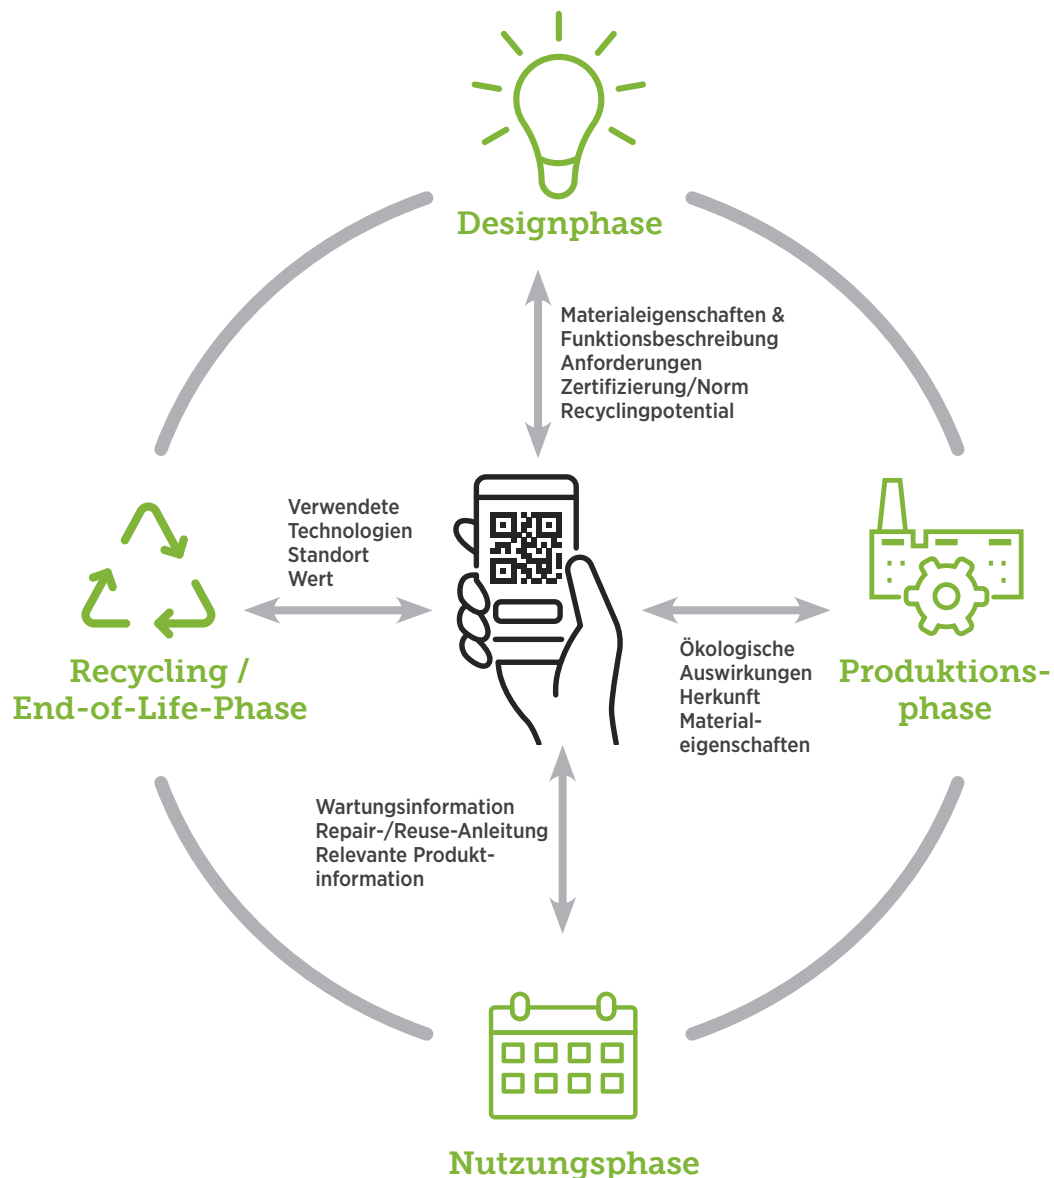 Designphase
Materialeigenschaften &
Funktionsbeschreibung
Anforderungen
Zertifizierung/Norm
Recyclingpotential
Verwendete
Technologien
Standort
Wert
Recycling /
End-of-Life-Phase
Ökologische
Auswirkungen
Herkunft
Material-
eigenschaften
Produktions-
phase
Wartungsinformation
Repair-/Reuse-Anleitung
Relevante Produkt-
information
Nutzungsphase